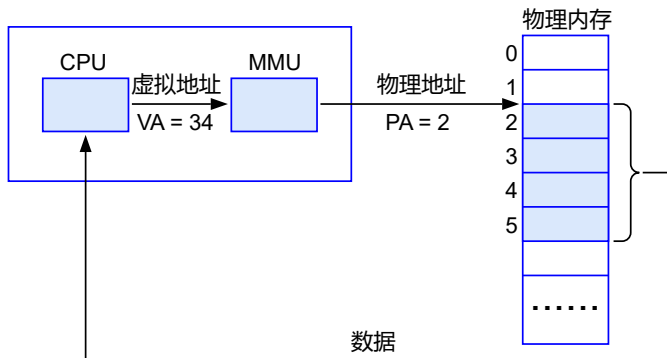 物理内存
CPU
虚拟地址
VA = 34
MMU
物理地址
PA = 2
0
1
2
3
4
5
......
数据